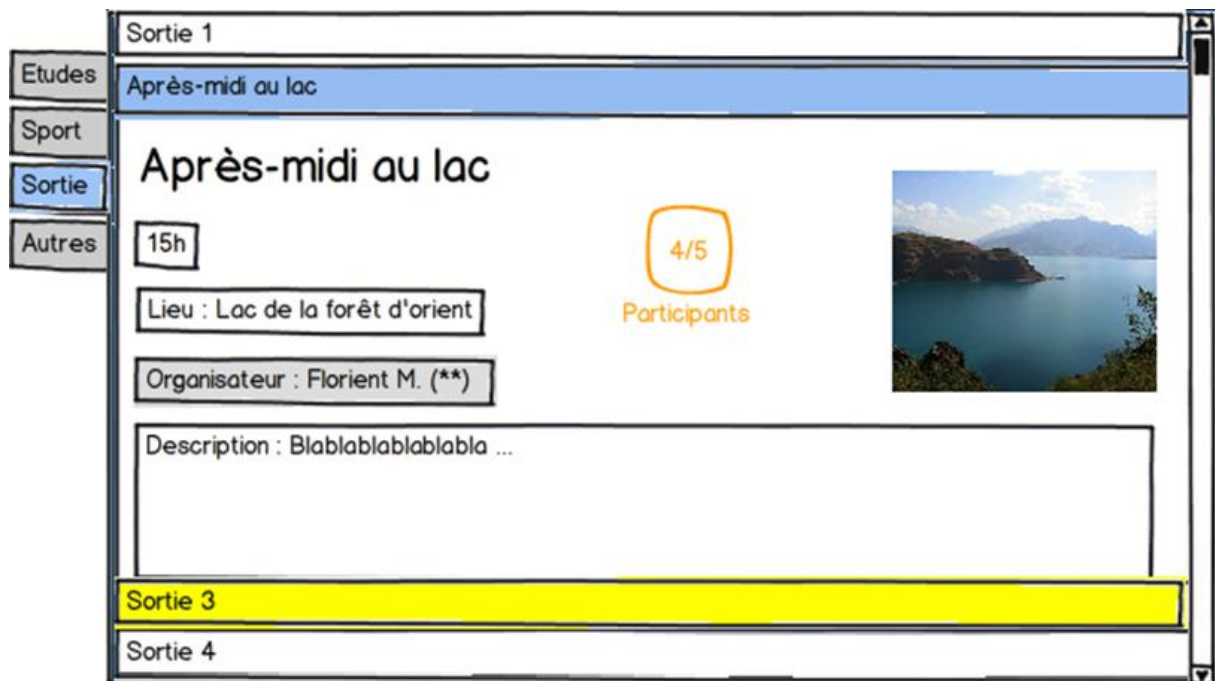 Sortie 1
Etudes
Après-midi au lac
Sport
Sortie
Autres
Après-midi au lac
15h
4/5
Participants
Lieu : Lac de la forêt d'orient
Organisateur : Florient M. (**)
Description : Blablablablablabla ...
Sortie 3
Sortie 4